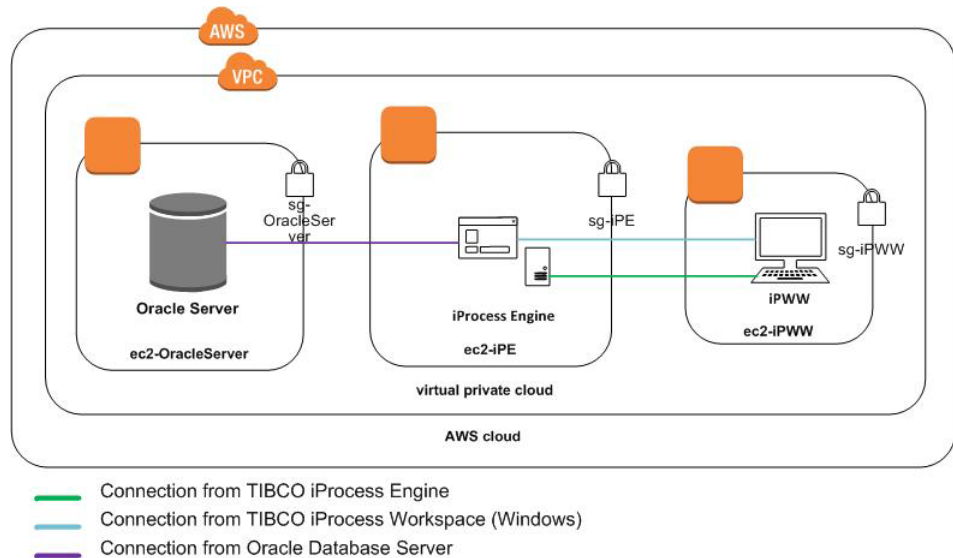 AWS
VPC
sg-
OracleSer
ver
sg-iPE
sg-iPWW
Oracle Server
iProcess Engine
iPWW
ec2-OracleServer
ec2-iPE
ec2-iPWW
virtual private cloud
AWS cloud
Connection from TIBCO iProcess Engine
Connection from TIBCO iProcess Workspace (Windows)
Connection from Oracle Database Server